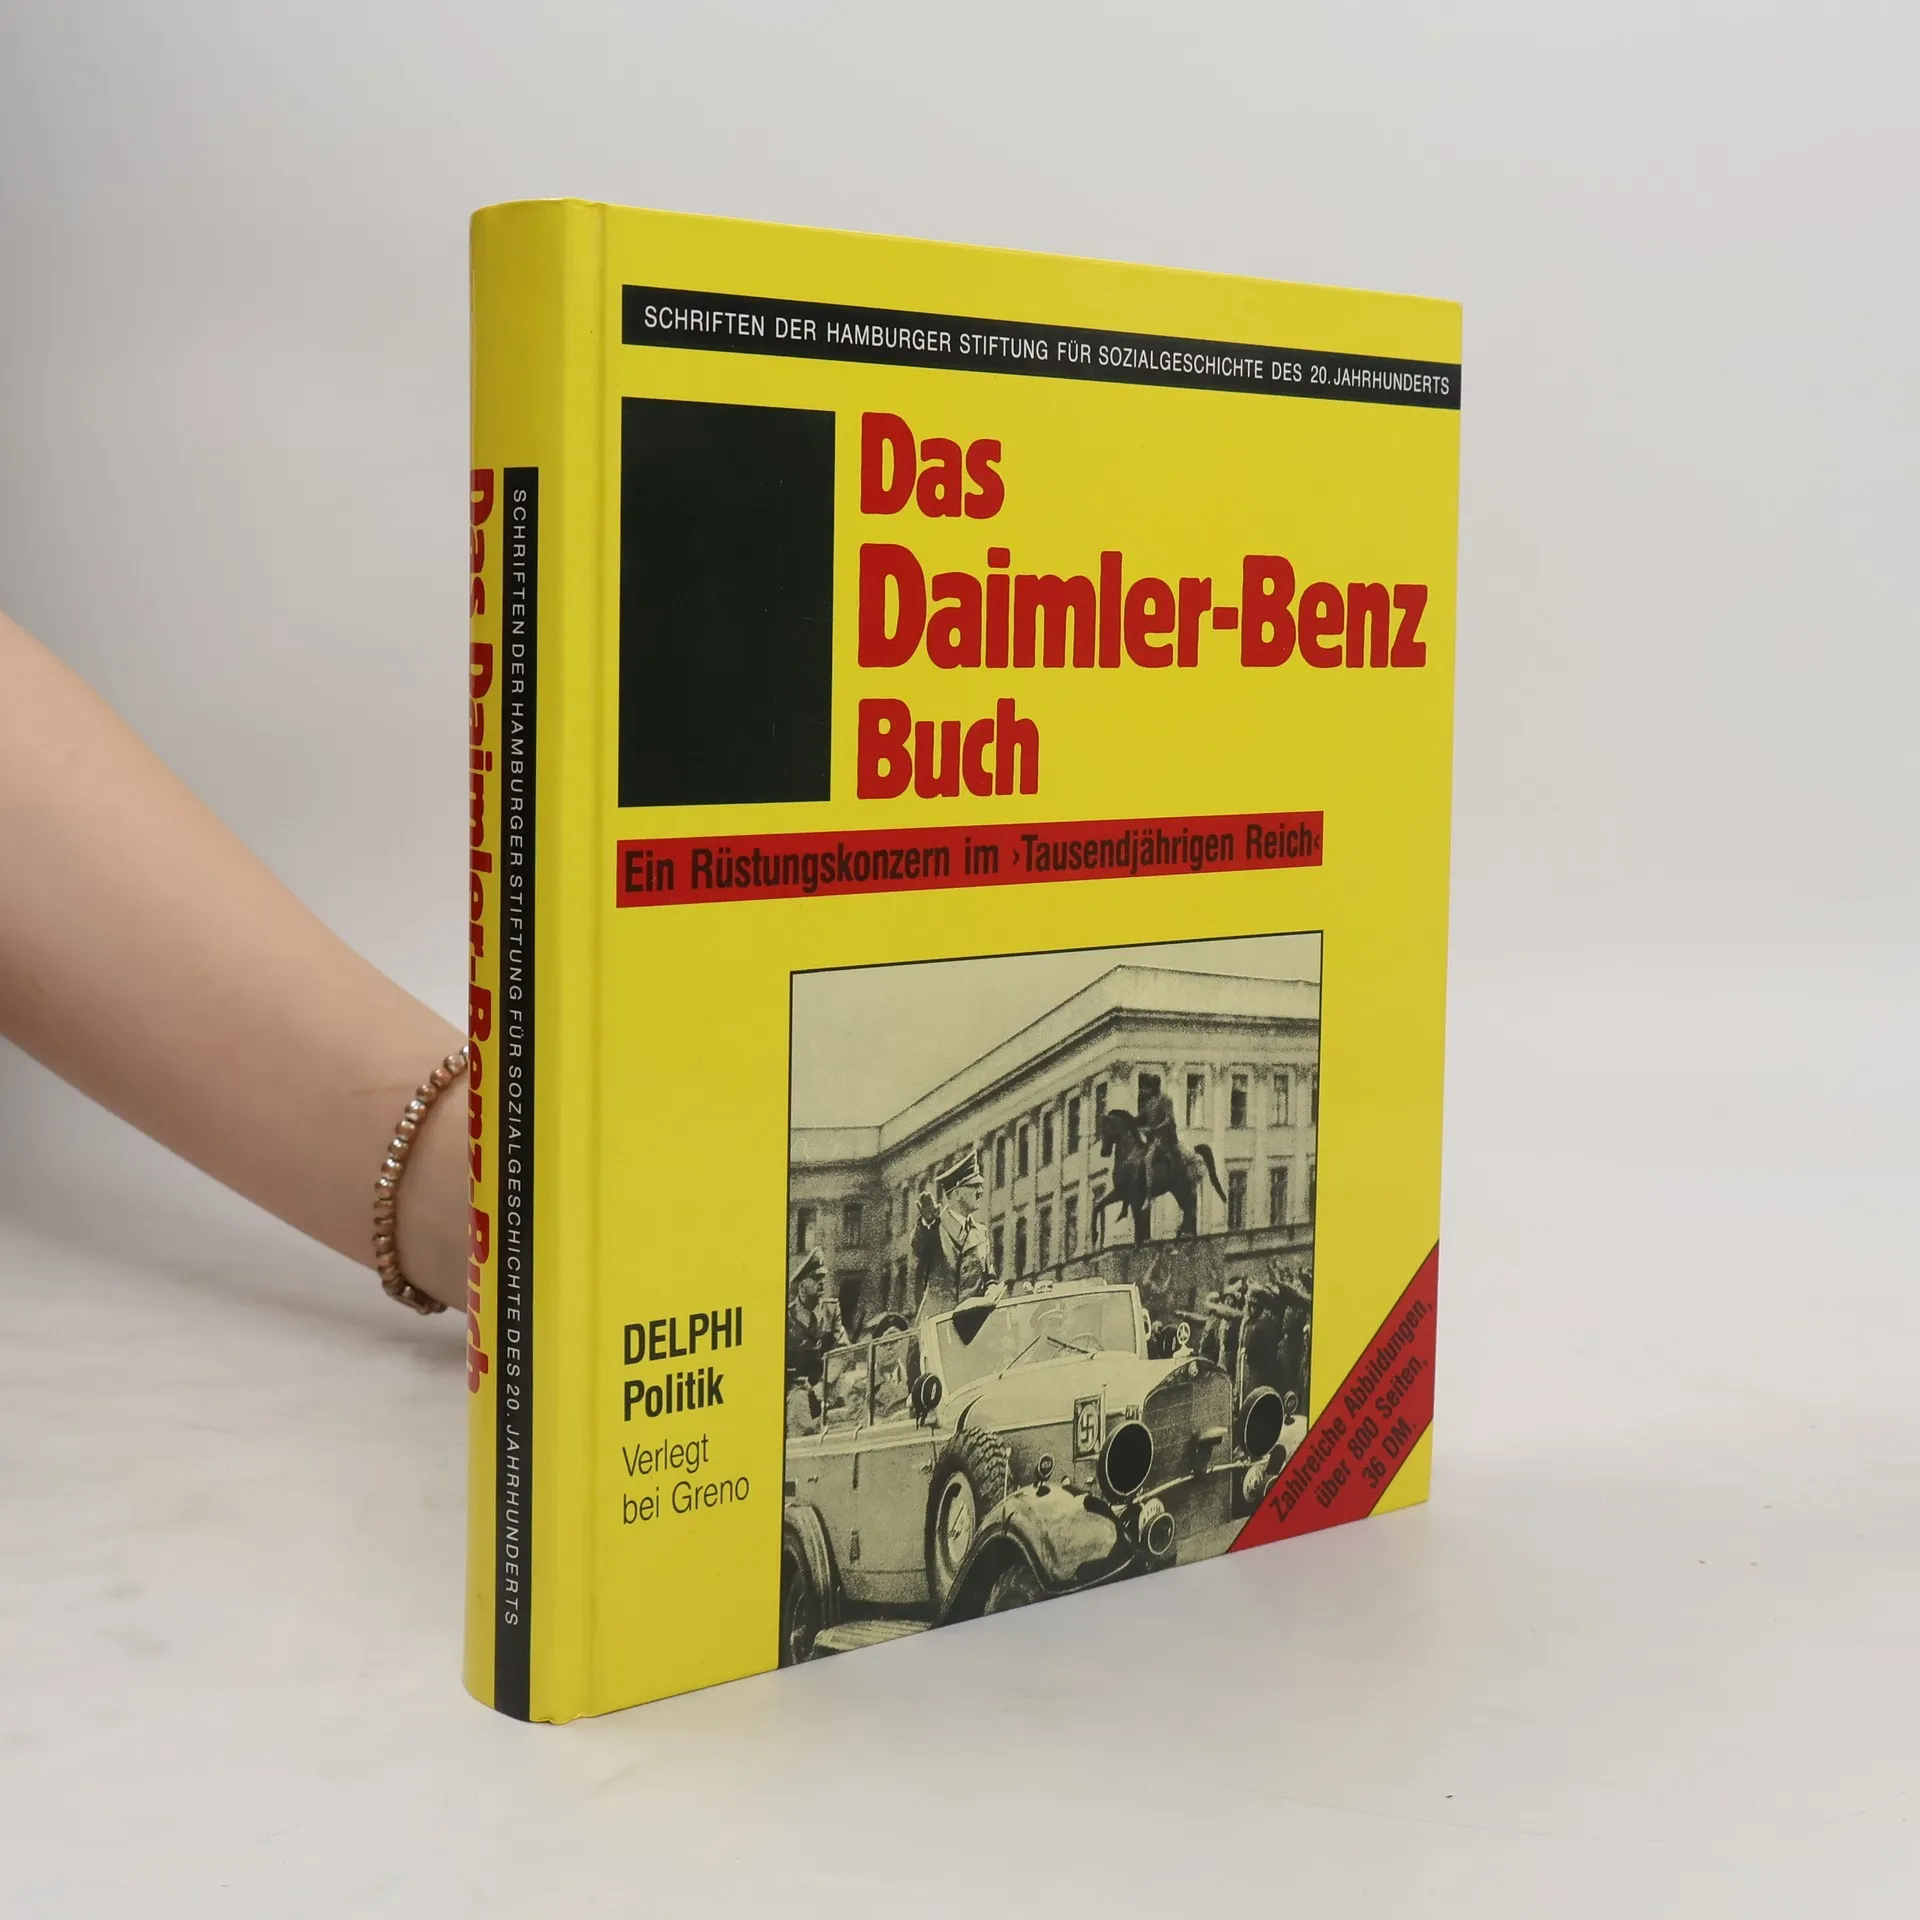 SCHRIFTEN DER HAMBURGER STIFTUNG FÜR SOZIALGESCHICHTE DES 20. JAHRHUNDERTS
Das
Daimler-Benz
Buch
Ein Rüstungskonzern im ›Tausendjährigen Reich‹
DELPHI
Politik
Verlegt
bei Greno
Zahlreiche Abbildungen,
über 800 Seiten,
36 DM.
Das Daimler-Benz-Buch
SCHRIFTEN DER HAMBURGER STIFTUNG FÜR SOZIALGESCHICHTE DES 20. JAHRHUNDERTS